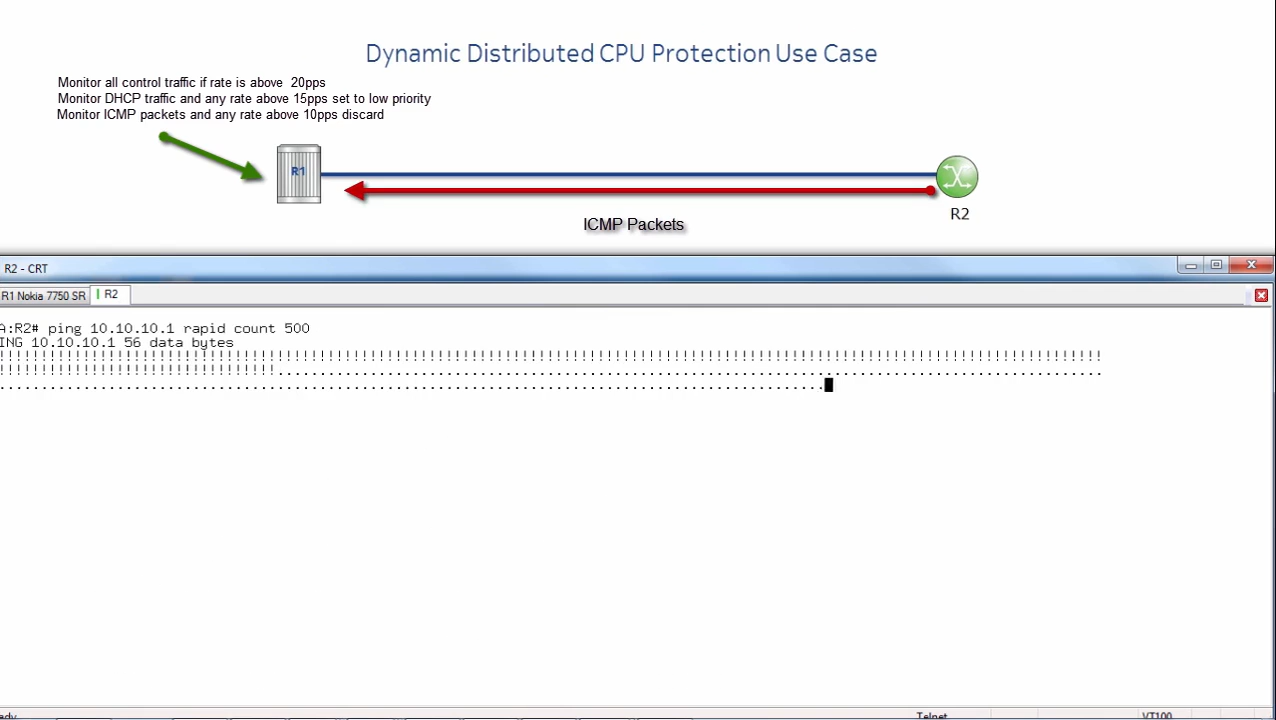 Dynamic Distributed CPU Protection Use Case
Monitor all control traffic if rate is above 20pps
Monitor DHCP traffic and any rate above 15pps set to low priority
Monitor ICMP packets and any rate above 10pps discard
R1
R2
ICMP Packets
R2 - CRT
R1 Nokia 7750 SR
R2
A:R2# ping 10.10.10.1 rapid count 500
ING 10.10.10.1 56 data bytes
ady
Telnet
VT100